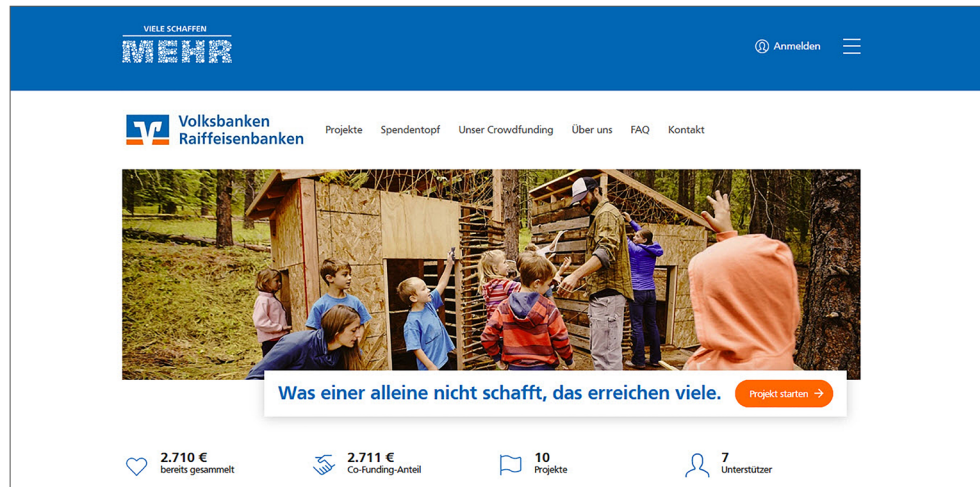 VIELE SCHAFFEN
MEHR
Anmelden
Volksbanken
Raiffeisenbanken
Projekte Spendentopf Unser Crowdfunding Über uns FAQ Kontakt
Was einer alleine nicht schafft, das erreichen viele.
Projekt starten →
2.710 €
bereits gesammelt
2.711 €
Co-Funding-Anteil
10
Projekte
7
Unterstützer